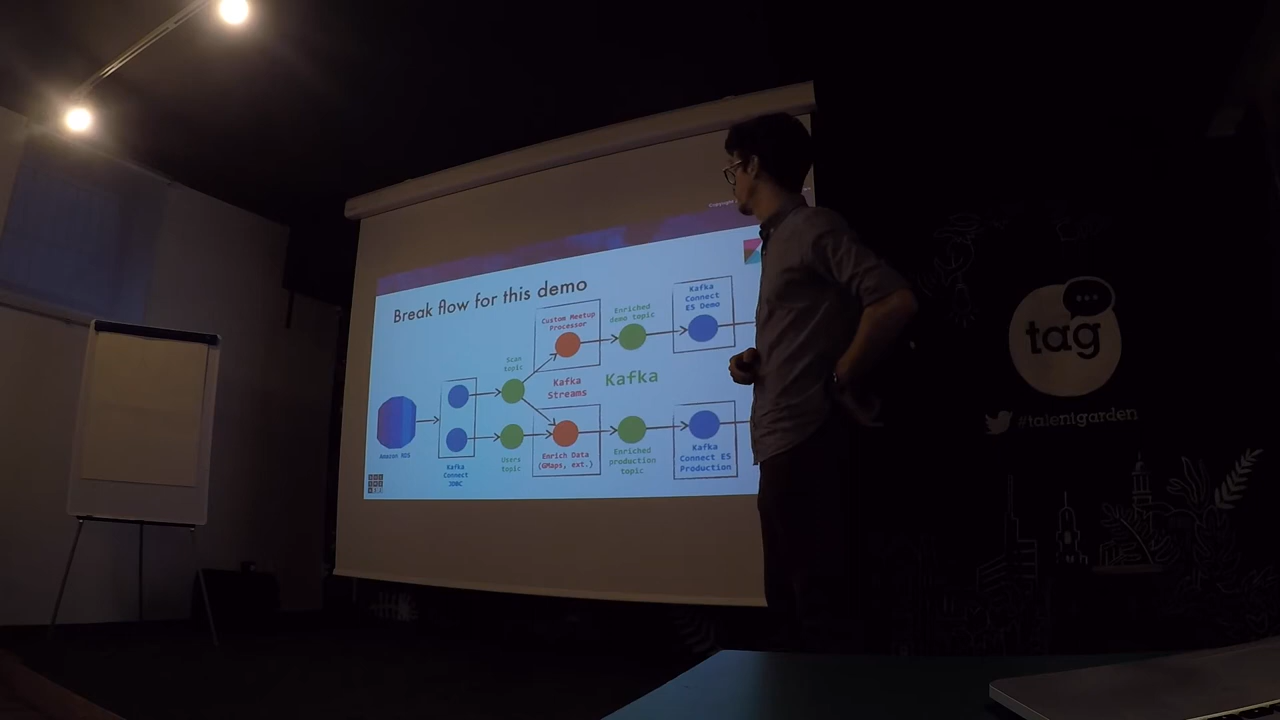 Copyright
Break flow for this demo
Custom Meetup
Processor
Enriched
demo topic
Kafka
Connect
ES Demo
Scan
topic
Kafka
Streams
Kafka
Amazon RDS
Kafka
Connect
JDBC
Users
topic
Enrich Data
(GMaps, ext.)
Enriched
production
topic
Kafka
Connect ES
Production
tag
#talentgarden